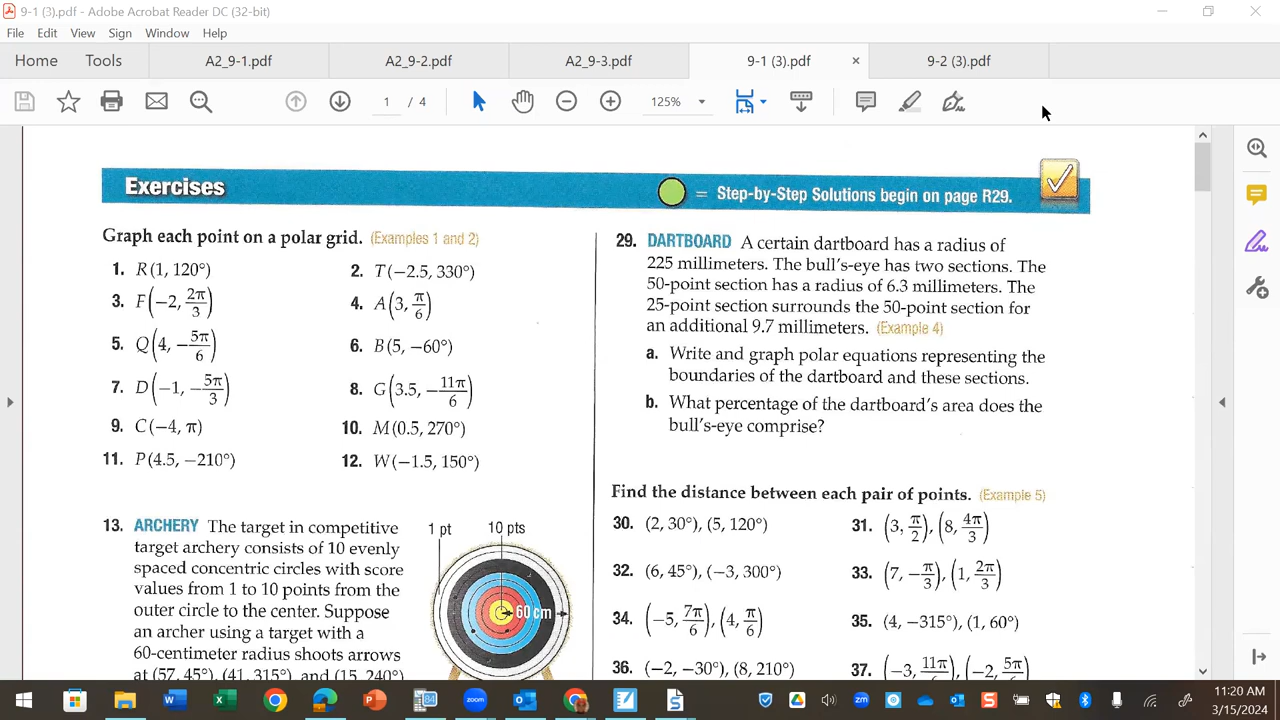 9-1 (3).pdf - Adobe Acrobat Reader DC (32-bit)
File Edit View Sign Window Help
Home Tools A2_9-1.pdf A2_9-2.pdf A2_9-3.pdf 9-1 (3).pdf × 9-2 (3).pdf
1 / 4 125%
Exercises
= Step-by-Step Solutions begin on page R29.
Graph each point on a polar grid. (Examples 1 and 2)
1. R(1, 120°)
2. T(−2.5, 330°)
3. F(−2, 2π/3)
4. A(3, π/6)
5. Q(4, −5π/6)
6. B(5, −60°)
7. D(−1, −5π/3)
8. G(3.5, −11π/6)
9. C(−4, π)
10. M(0.5, 270°)
11. P(4.5, −210°)
12. W(−1.5, 150°)
13. ARCHERY The target in competitive
target archery consists of 10 evenly
spaced concentric circles with score
values from 1 to 10 points from the
outer circle to the center. Suppose
an archer using a target with a
60-centimeter radius shoots arrows
at (57, 45°), (41, 315°), and (15, 240°)
1 pt 10 pts
60 cm
29. DARTBOARD A certain dartboard has a radius of
225 millimeters. The bull's-eye has two sections. The
50-point section has a radius of 6.3 millimeters. The
25-point section surrounds the 50-point section for
an additional 9.7 millimeters. (Example 4)
a. Write and graph polar equations representing the
boundaries of the dartboard and these sections.
b. What percentage of the dartboard's area does the
bull's-eye comprise?
Find the distance between each pair of points. (Example 5)
30. (2, 30°), (5, 120°)
31. (3, π/2), (8, 4π/3)
32. (6, 45°), (−3, 300°)
33. (7, −π/3), (1, 2π/3)
34. (−5, 7π/6), (4, π/6)
35. (4, −315°), (1, 60°)
36. (−2, −30°), (8, 210°)
37. (−3, 11π/6), (−2, 5π/6)
11:20 AM
3/15/2024